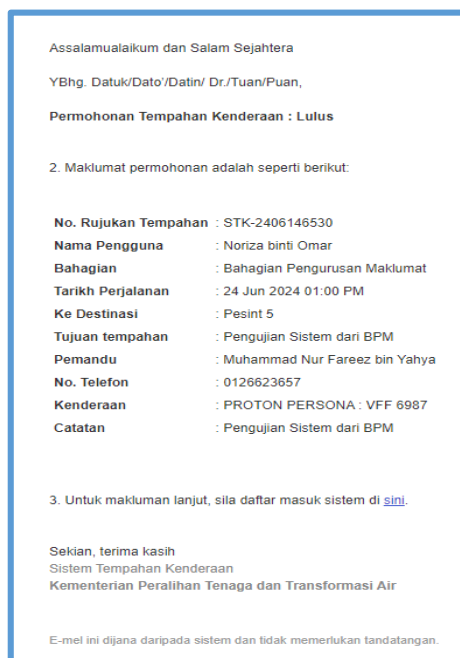 Assalamualaikum dan Salam Sejahtera
YBhg. Datuk/Dato'/Datin/ Dr./Tuan/Puan,
Permohonan Tempahan Kenderaan : Lulus
2. Maklumat permohonan adalah seperti berikut:
No. Rujukan Tempahan : STK-2406146530
Nama Pengguna : Noriza binti Omar
Bahagian : Bahagian Pengurusan Maklumat
Tarikh Perjalanan : 24 Jun 2024 01:00 PM
Ke Destinasi : Pesint 5
Tujuan tempahan : Pengujian Sistem dari BPM
Pemandu : Muhammad Nur Fareez bin Yahya
No. Telefon : 0126623657
Kenderaan : PROTON PERSONA : VFF 6987
Catatan : Pengujian Sistem dari BPM
3. Untuk makluman lanjut, sila daftar masuk sistem di sini.
Sekian, terima kasih
Sistem Tempahan Kenderaan
Kementerian Peralihan Tenaga dan Transformasi Air
E-mel ini dijana daripada sistem dan tidak memerlukan tandatangan.